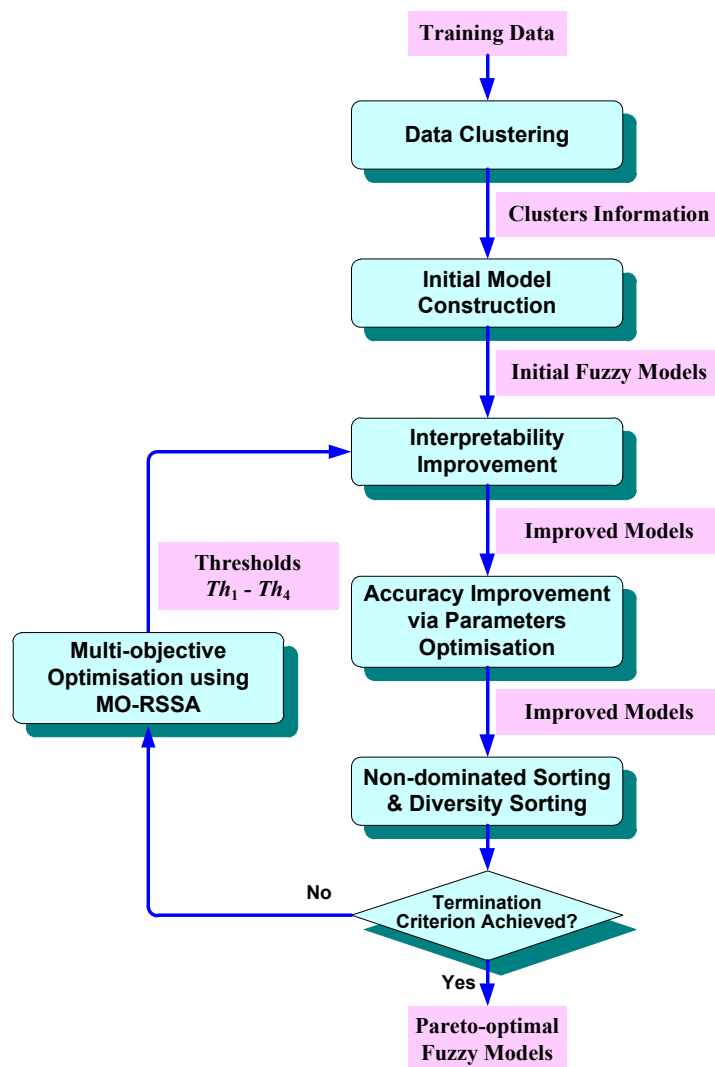 Training Data
Data Clustering
Clusters Information
Initial Model
Construction
Initial Fuzzy Models
Interpretability
Improvement
Improved Models
Thresholds
Th1 - Th4
Accuracy Improvement
via Parameters
Optimisation
Multi-objective
Optimisation using
MO-RSSA
Improved Models
Non-dominated Sorting
& Diversity Sorting
No
Termination
Criterion Achieved?
Yes
Pareto-optimal
Fuzzy Models